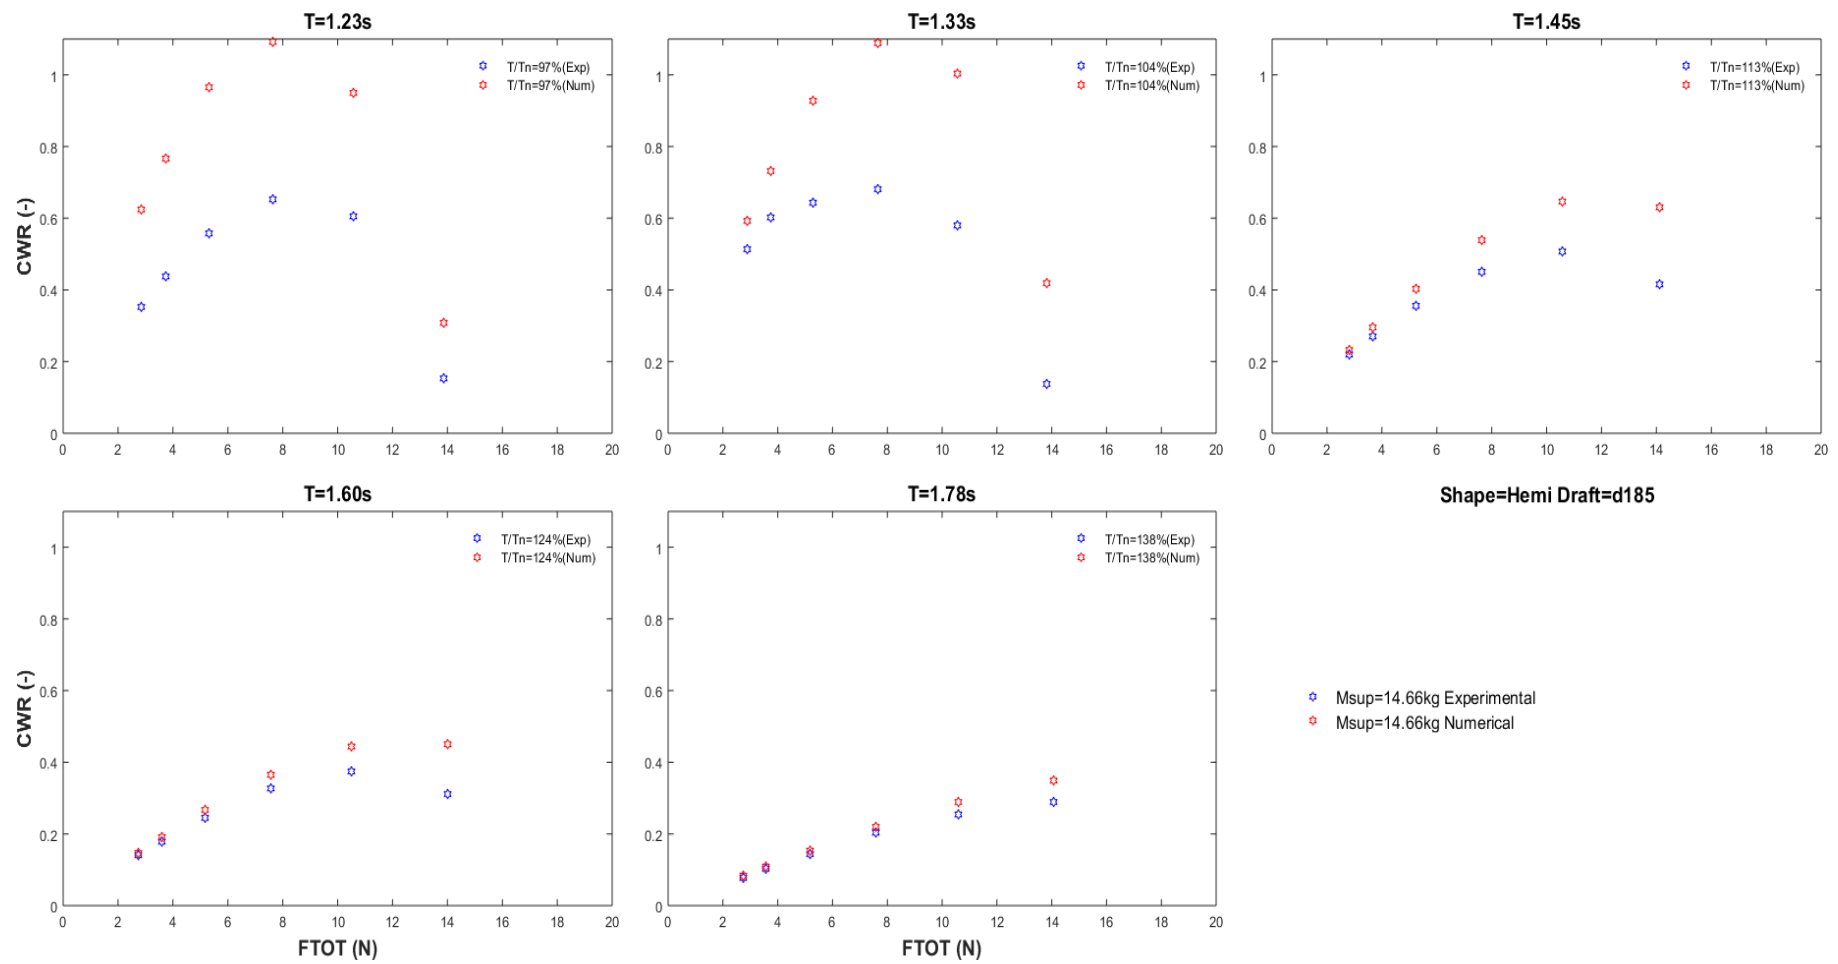 T=1.23s
T/Tn=97%(Exp)
T/Tn=97%(Num)
CWR (-)
1
0.8
0.6
0.4
0.2
0
0 2 4 6 8 10 12 14 16 18 20
T=1.33s
T/Tn=104%(Exp)
T/Tn=104%(Num)
1
0.8
0.6
0.4
0.2
0
0 2 4 6 8 10 12 14 16 18 20
T=1.45s
T/Tn=113%(Exp)
T/Tn=113%(Num)
1
0.8
0.6
0.4
0.2
0
0 2 4 6 8 10 12 14 16 18 20
T=1.60s
T/Tn=124%(Exp)
T/Tn=124%(Num)
CWR (-)
1
0.8
0.6
0.4
0.2
0
0 2 4 6 8 10 12 14 16 18 20
FTOT (N)
T=1.78s
T/Tn=138%(Exp)
T/Tn=138%(Num)
1
0.8
0.6
0.4
0.2
0
0 2 4 6 8 10 12 14 16 18 20
FTOT (N)
Shape=Hemi Draft=d185
Msup=14.66kg Experimental
Msup=14.66kg Numerical